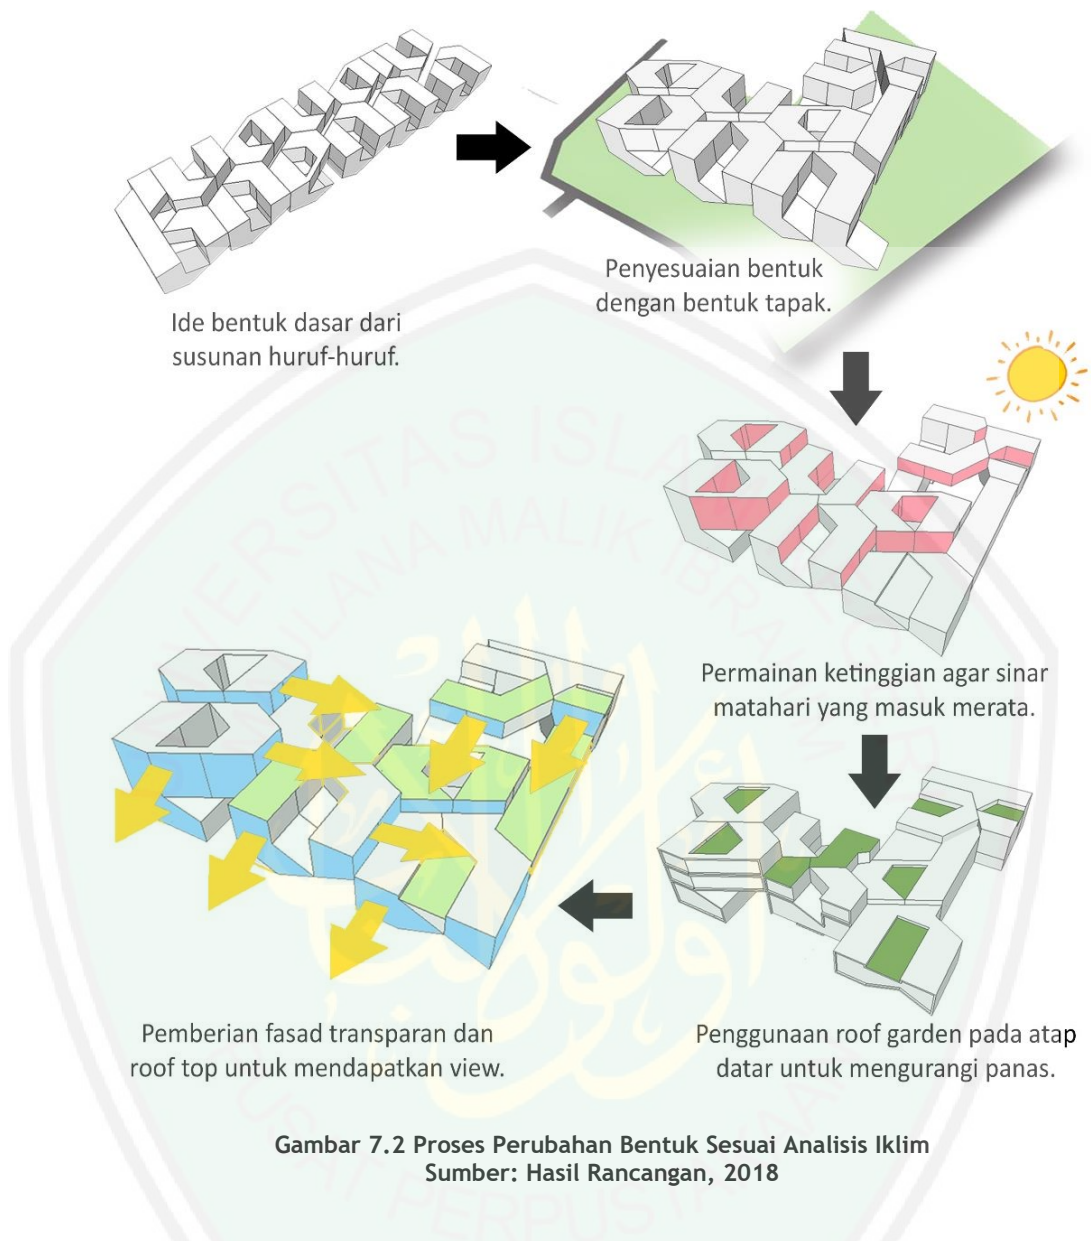 Ide bentuk dasar dari
susunan huruf-huruf.
Penyesuaian bentuk
dengan bentuk tapak.
Permainan ketinggian agar sinar
matahari yang masuk merata.
Penggunaan roof garden pada atap
datar untuk mengurangi panas.
Pemberian fasad transparan dan
roof top untuk mendapatkan view.
Gambar 7.2 Proses Perubahan Bentuk Sesuai Analisis Iklim
Sumber: Hasil Rancangan, 2018